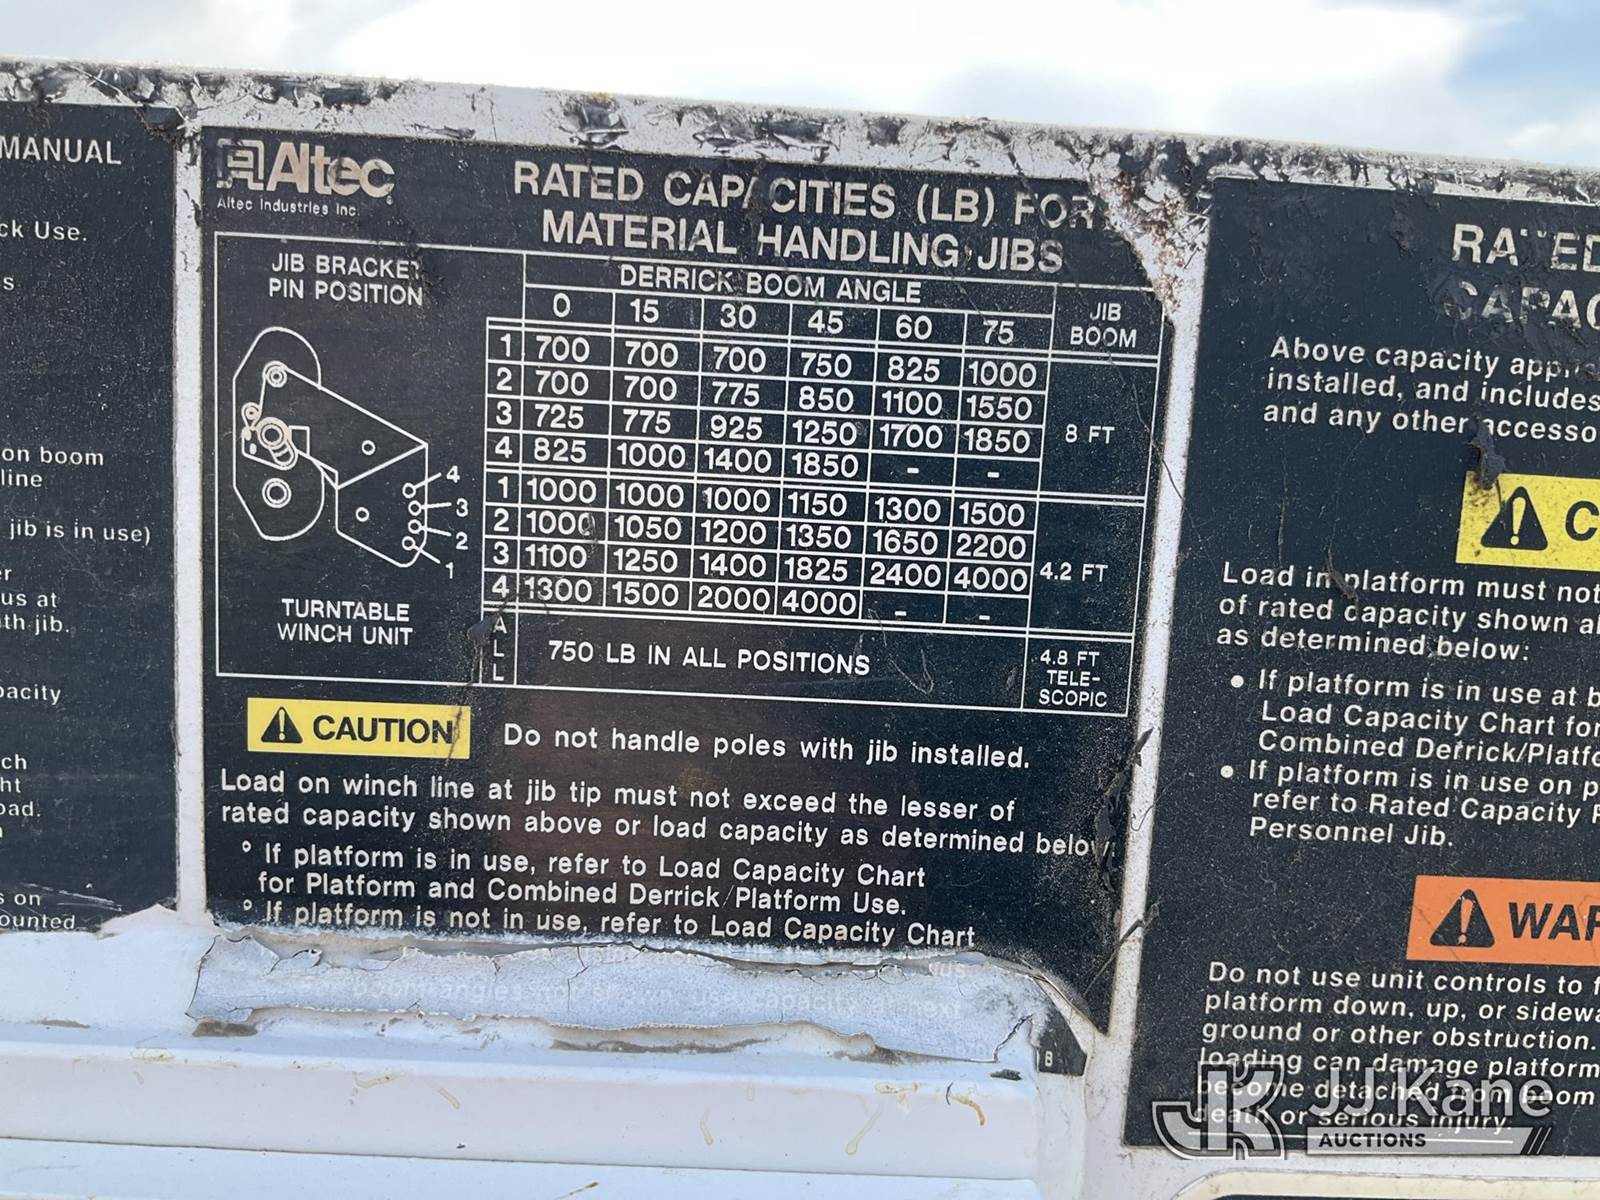 MANUAL
ck Use.
s
on boom
line
jib is in use)
r
us at
th jib.
pacity
ch
ht
oad.
n
s on
ounted
Altec
Altec Industries Inc.
RATED CAPACITIES (LB) FOR
MATERIAL HANDLING JIBS
JIB BRACKET
PIN POSITION
4
3
2
1
TURNTABLE
WINCH UNIT
DERRICK BOOM ANGLE
JIB
BOOM
0 15 30 45 60 75
1 700 700 700 750 825 1000
2 700 700 775 850 1100 1550
3 725 775 925 1250 1700 1850
8 FT
4 825 1000 1400 1850 - -
1 1000 1000 1000 1150 1300 1500
2 1000 1050 1200 1350 1650 2200
3 1100 1250 1400 1825 2400 4000
4.2 FT
4 1300 1500 2000 4000 - -
ALL
750 LB IN ALL POSITIONS
4.8 FT
TELE-
SCOPIC
CAUTION
Do not handle poles with jib installed.
Load on winch line at jib tip must not exceed the lesser of
rated capacity shown above or load capacity as determined below:
° If platform is in use, refer to Load Capacity Chart
for Platform and Combined Derrick/Platform Use.
° If platform is not in use, refer to Load Capacity Chart
For boom angles not shown, use capacity of next
B
RATED
CAPAC
Above capacity app
installed, and includes
and any other accesso
C
Load in platform must not
of rated capacity shown a
as determined below:
• If platform is in use at b
Load Capacity Chart for
Combined Derrick/Platfo
• If platform is in use on p
refer to Rated Capacity
Personnel Jib.
WAR
Do not use unit controls to f
platform down, up, or sidewa
ground or other obstruction.
loading can damage platform
become detached from boom
death or serious injury.
JK JJ Kane
AUCTIONS